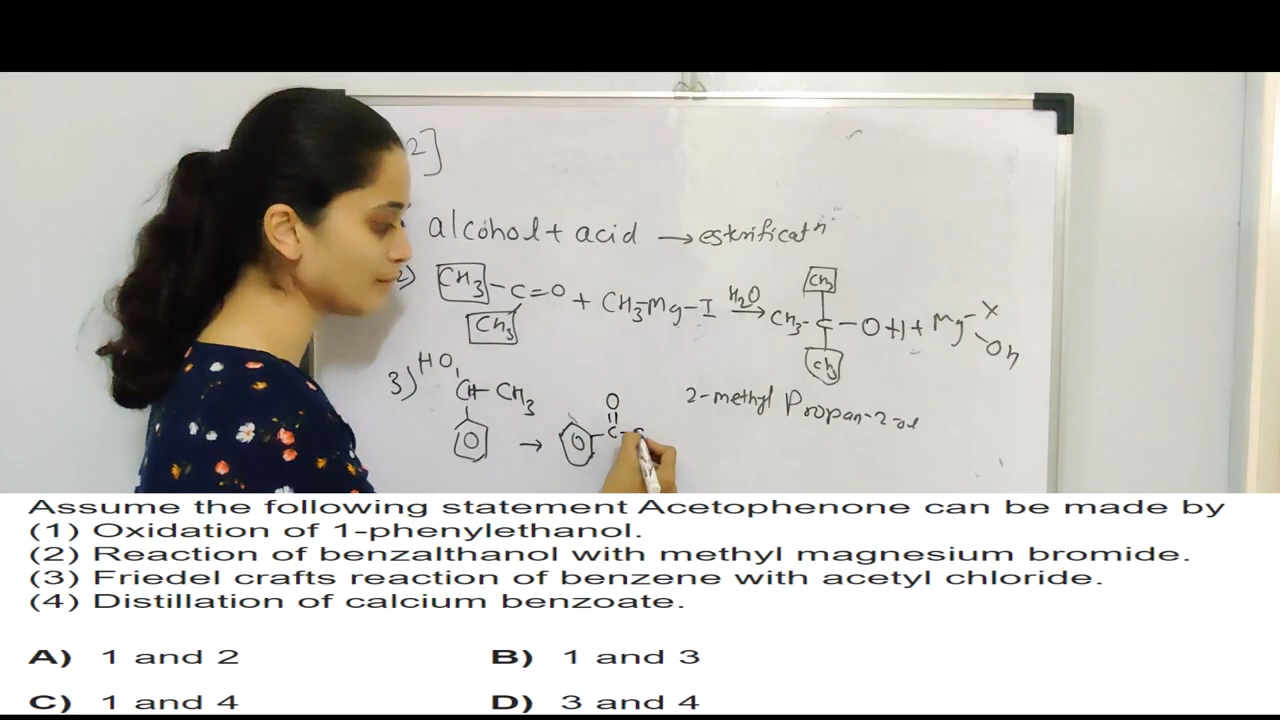 2]
alcohol + acid → estrificatn
2) CH3 - C = O + CH3 - Mg - I H2O → CH3 - C - OH + Mg - X
CH3
CH3
CH3
OH
3) HO
CH - CH3
O
→ C -
2-methyl Propan-2-ol
Assume the following statement Acetophenone can be made by
(1) Oxidation of 1-phenylethanol.
(2) Reaction of benzalthanol with methyl magnesium bromide.
(3) Friedel crafts reaction of benzene with acetyl chloride.
(4) Distillation of calcium benzoate.
A) 1 and 2 B) 1 and 3
C) 1 and 4 D) 3 and 4